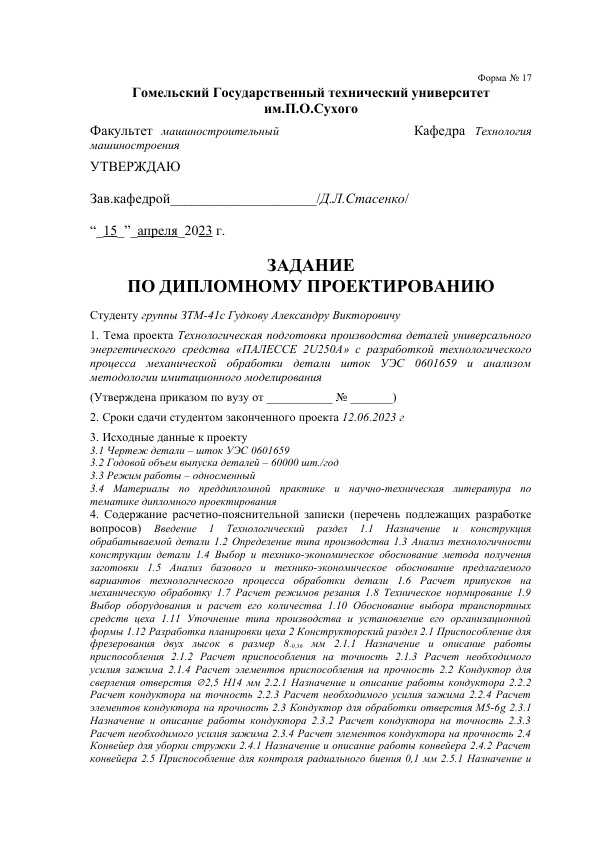 Форма № 17
Гомельский Государственный технический университет
им.П.О.Сухого
Факультет машиностроительный Кафедра Технология
машиностроения
УТВЕРЖДАЮ
Зав.кафедрой_____________________/Д.Л.Стасенко/
“_15_”_апреля_2023 г.
ЗАДАНИЕ
ПО ДИПЛОМНОМУ ПРОЕКТИРОВАНИЮ
Студенту группы ЗТМ-41с Гудкову Александру Викторовичу
1. Тема проекта Технологическая подготовка производства деталей универсального
энергетического средства «ПАЛЕССЕ 2U250A» с разработкой технологического
процесса механической обработки детали шток УЭС 0601659 и анализом
методологии имитационного моделирования
(Утверждена приказом по вузу от ___________ № _______)
2. Сроки сдачи студентом законченного проекта 12.06.2023 г
3. Исходные данные к проекту
3.1 Чертеж детали – шток УЭС 0601659
3.2 Годовой объем выпуска деталей – 60000 шт./год
3.3 Режим работы – односменный
3.4 Материалы по преддипломной практике и научно-техническая литература по
тематике дипломного проектирования
4. Содержание расчетно-пояснительной записки (перечень подлежащих разработке
вопросов) Введение 1 Технологический раздел 1.1 Назначение и конструкция
обрабатываемой детали 1.2 Определение типа производства 1.3 Анализ технологичности
конструкции детали 1.4 Выбор и технико-экономическое обоснование метода получения
заготовки 1.5 Анализ базового и технико-экономическое обоснование предлагаемого
вариантов технологического процесса обработки детали 1.6 Расчет припусков на
механическую обработку 1.7 Расчет режимов резания 1.8 Техническое нормирование 1.9
Выбор оборудования и расчет его количества 1.10 Обоснование выбора транспортных
средств цеха 1.11 Уточнение типа производства и установление его организационной
формы 1.12 Разработка планировки цеха 2 Конструкторский раздел 2.1 Приспособление для
фрезерования двух лысок в размер 8-0,36 мм 2.1.1 Назначение и описание работы
приспособления 2.1.2 Расчет приспособления на точность 2.1.3 Расчет необходимого
усилия зажима 2.1.4 Расчет элементов приспособления на прочность 2.2 Кондуктор для
сверления отверстия ∅2,5 H14 мм 2.2.1 Назначение и описание работы кондуктора 2.2.2
Расчет кондуктора на точность 2.2.3 Расчет необходимого усилия зажима 2.2.4 Расчет
элементов кондуктора на прочность 2.3 Кондуктор для обработки отверстия М5-6g 2.3.1
Назначение и описание работы кондуктора 2.3.2 Расчет кондуктора на точность 2.3.3
Расчет необходимого усилия зажима 2.3.4 Расчет элементов кондуктора на прочность 2.4
Конвейер для уборки стружки 2.4.1 Назначение и описание работы конвейера 2.4.2 Расчет
конвейера 2.5 Приспособление для контроля радиального биения 0,1 мм 2.5.1 Назначение и